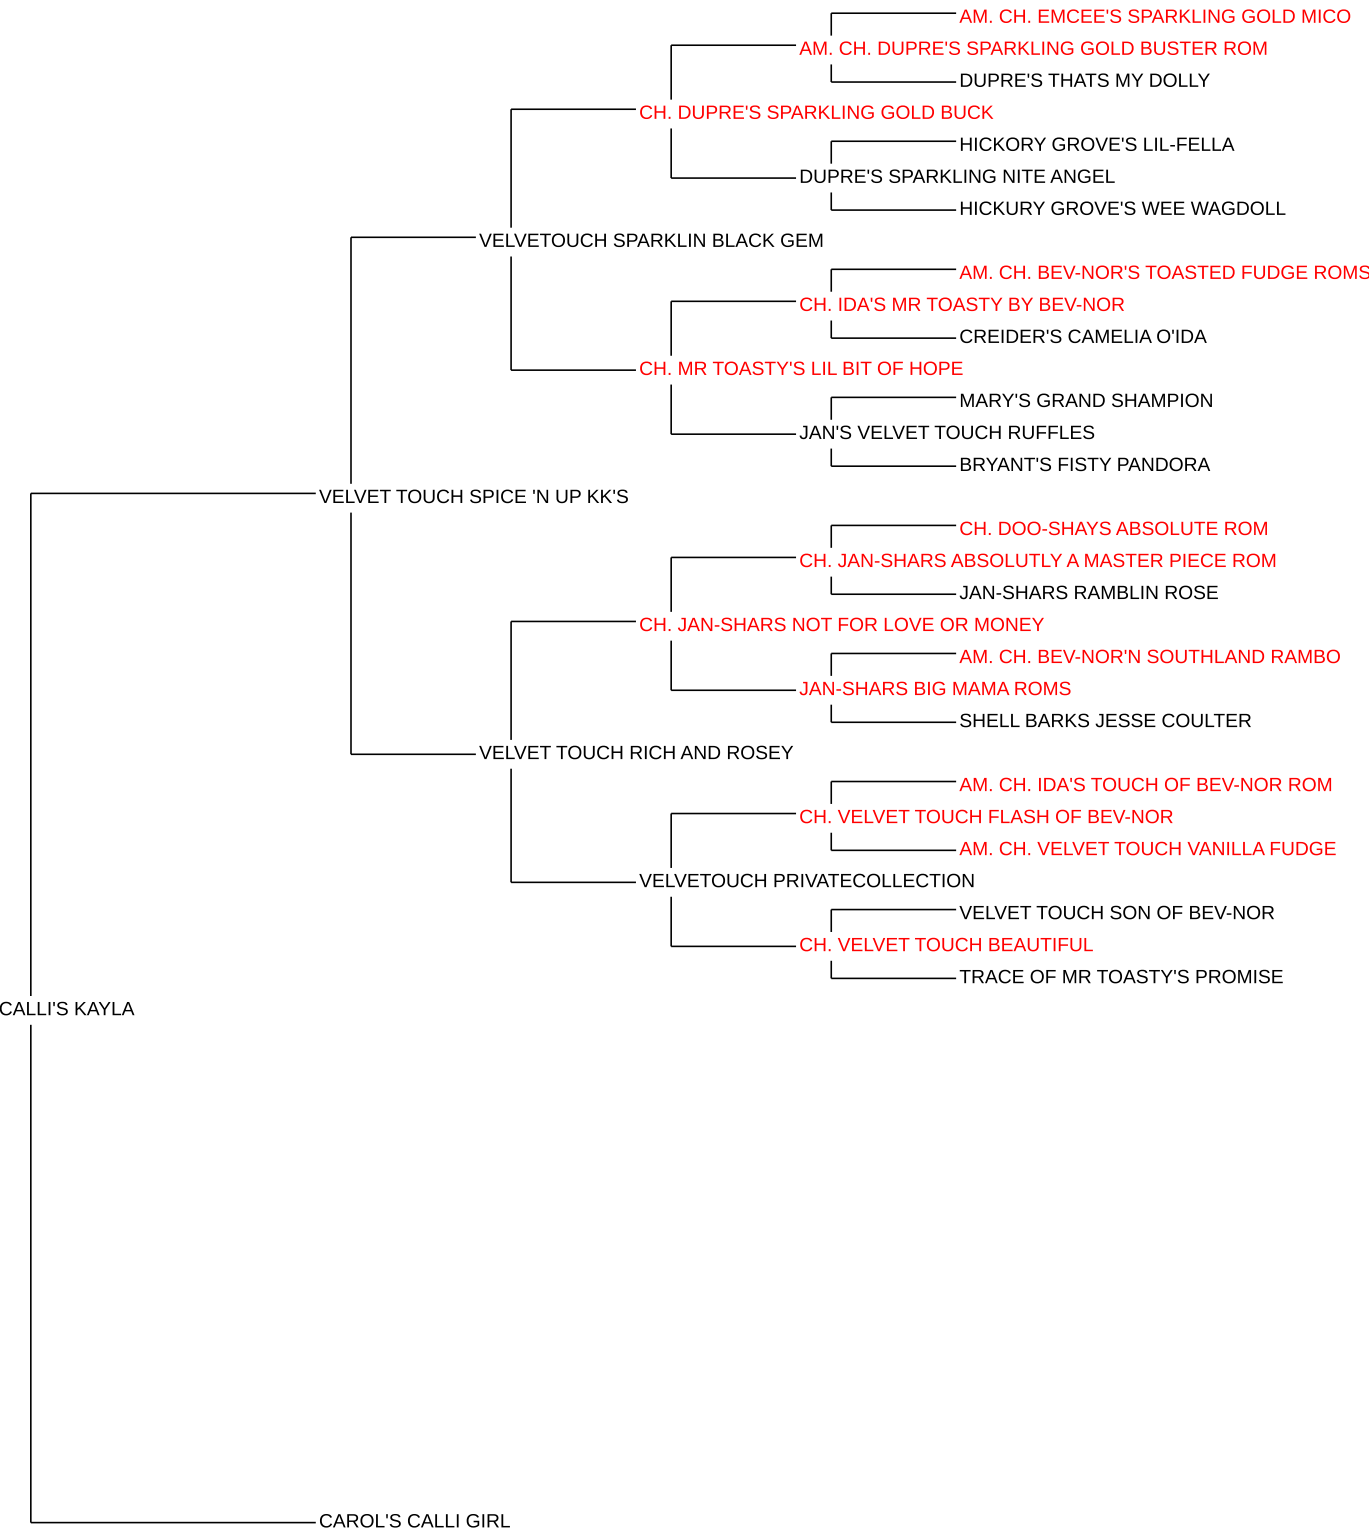 AM. CH. EMCEE'S SPARKLING GOLD MICO
AM. CH. DUPRE'S SPARKLING GOLD BUSTER ROM
DUPRE'S THATS MY DOLLY
CH. DUPRE'S SPARKLING GOLD BUCK
HICKORY GROVE'S LIL-FELLA
DUPRE'S SPARKLING NITE ANGEL
HICKURY GROVE'S WEE WAGDOLL
VELVETOUCH SPARKLIN BLACK GEM
AM. CH. BEV-NOR'S TOASTED FUDGE ROMS
CH. IDA'S MR TOASTY BY BEV-NOR
CREIDER'S CAMELIA O'IDA
CH. MR TOASTY'S LIL BIT OF HOPE
MARY'S GRAND SHAMPION
JAN'S VELVET TOUCH RUFFLES
BRYANT'S FISTY PANDORA
VELVET TOUCH SPICE 'N UP KK'S
CH. DOO-SHAYS ABSOLUTE ROM
CH. JAN-SHARS ABSOLUTLY A MASTER PIECE ROM
JAN-SHARS RAMBLIN ROSE
CH. JAN-SHARS NOT FOR LOVE OR MONEY
AM. CH. BEV-NOR'N SOUTHLAND RAMBO
JAN-SHARS BIG MAMA ROMS
SHELL BARKS JESSE COULTER
VELVET TOUCH RICH AND ROSEY
AM. CH. IDA'S TOUCH OF BEV-NOR ROM
CH. VELVET TOUCH FLASH OF BEV-NOR
AM. CH. VELVET TOUCH VANILLA FUDGE
VELVETOUCH PRIVATECOLLECTION
VELVET TOUCH SON OF BEV-NOR
CH. VELVET TOUCH BEAUTIFUL
TRACE OF MR TOASTY'S PROMISE
CALLI'S KAYLA
CAROL'S CALLI GIRL